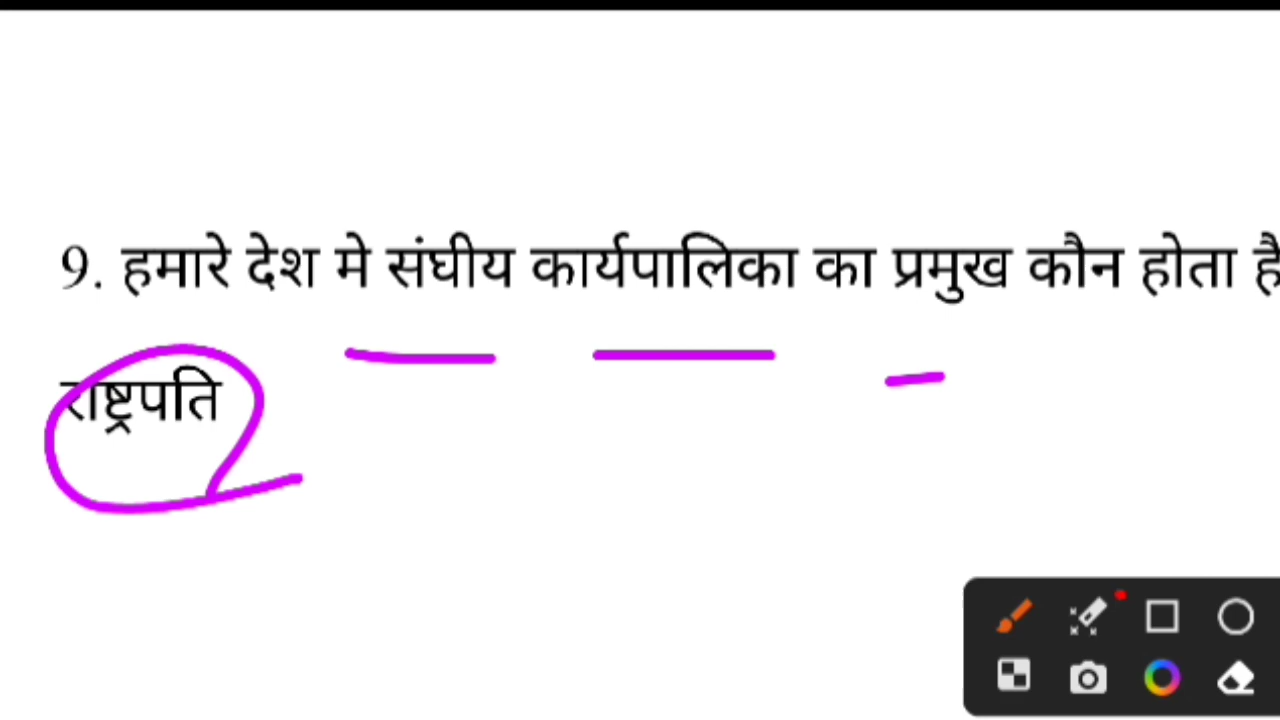 9. हमारे देश मे संघीय कार्यपालिका का प्रमुख कौन होता है
राष्ट्रपति